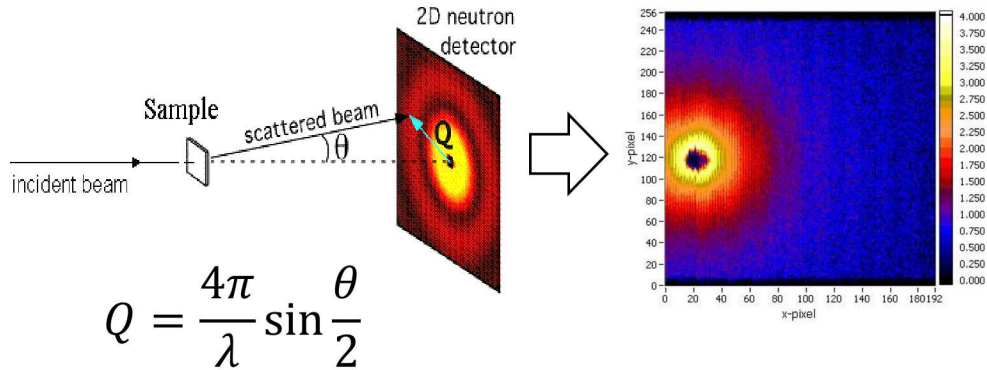 2D neutron
detector
Sample
scattered beam
θ
Q
incident beam
Q = 4π/λ sin θ/2
256
240
220
200
180
160
140
120
100
80
60
40
20
0
y-pixel
0 20 40 60 80 100 120 140 160 180 192
x-pixel
4.000
3.750
3.500
3.250
3.000
2.750
2.500
2.250
2.000
1.750
1.500
1.250
1.000
0.750
0.500
0.250
0.000